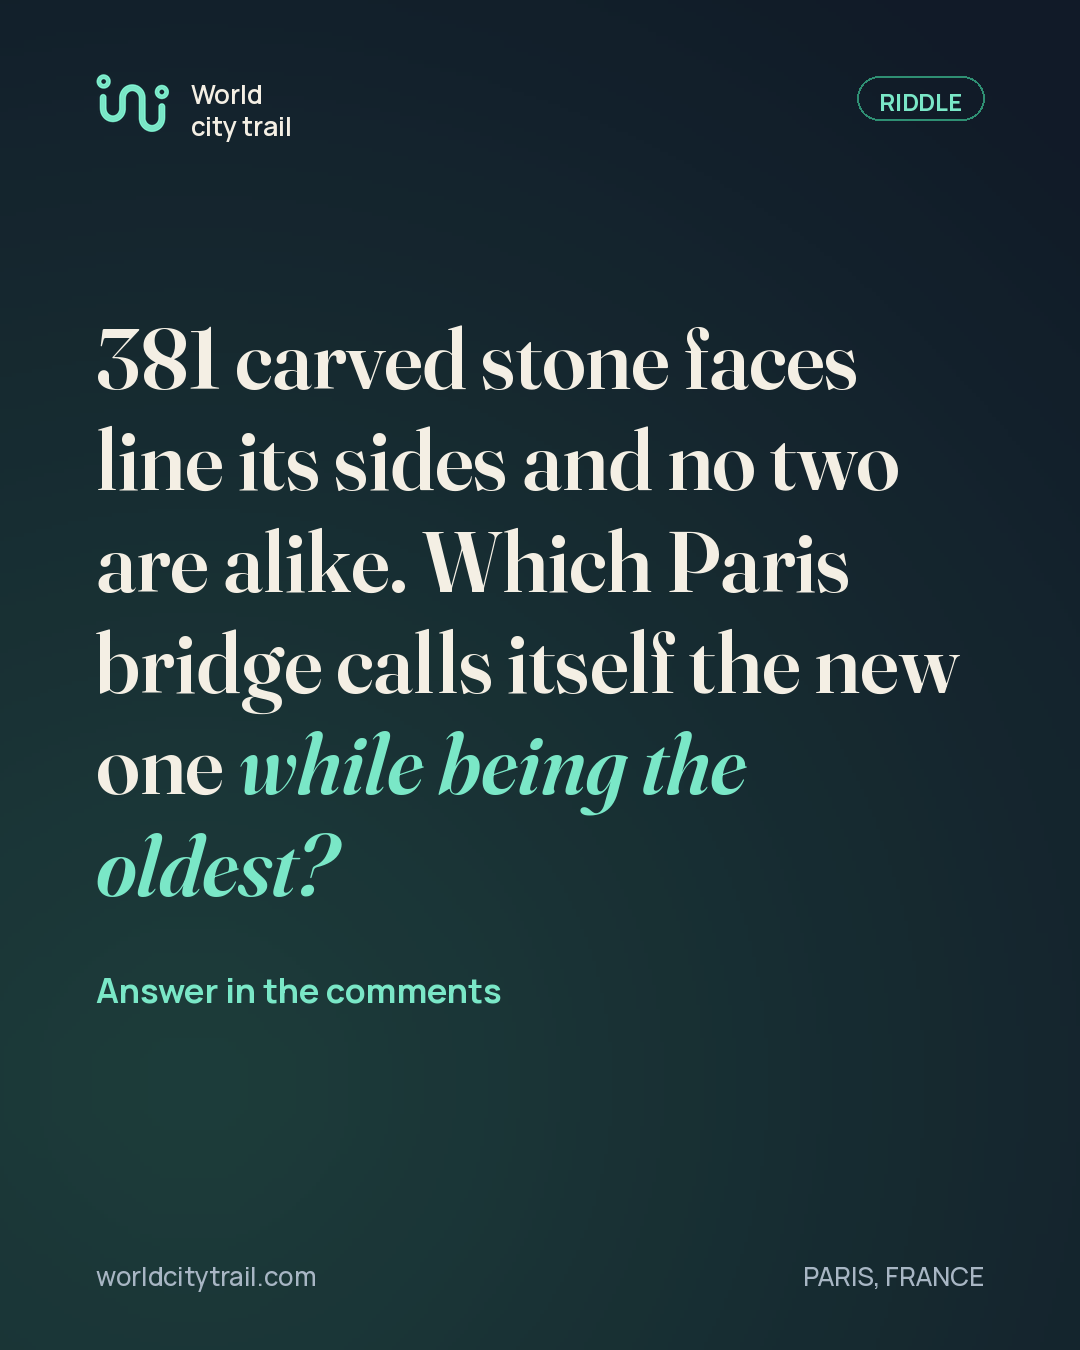 World
city trail
RIDDLE
381 carved stone faces
line its sides and no two
are alike. Which Paris
bridge calls itself the new
one while being the
oldest?
Answer in the comments
worldcitytrail.com
PARIS, FRANCE